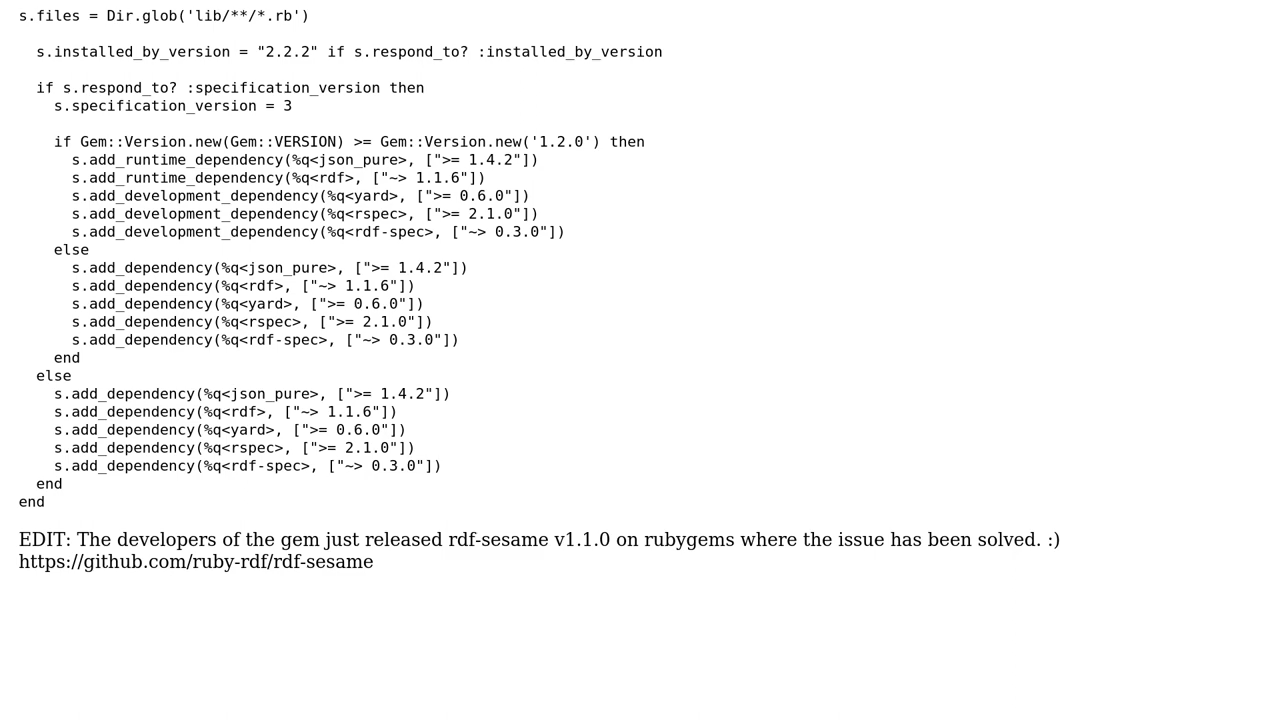 s.files = Dir.glob('lib/**/*.rb')

  s.installed_by_version = "2.2.2" if s.respond_to? :installed_by_version

  if s.respond_to? :specification_version then
    s.specification_version = 3

    if Gem::Version.new(Gem::VERSION) >= Gem::Version.new('1.2.0') then
      s.add_runtime_dependency(%q<json_pure>, [">= 1.4.2"])
      s.add_runtime_dependency(%q<rdf>, ["~> 1.1.6"])
      s.add_development_dependency(%q<yard>, [">= 0.6.0"])
      s.add_development_dependency(%q<rspec>, [">= 2.1.0"])
      s.add_development_dependency(%q<rdf-spec>, ["~> 0.3.0"])
    else
      s.add_dependency(%q<json_pure>, [">= 1.4.2"])
      s.add_dependency(%q<rdf>, ["~> 1.1.6"])
      s.add_dependency(%q<yard>, [">= 0.6.0"])
      s.add_dependency(%q<rspec>, [">= 2.1.0"])
      s.add_dependency(%q<rdf-spec>, ["~> 0.3.0"])
    end
  else
    s.add_dependency(%q<json_pure>, [">= 1.4.2"])
    s.add_dependency(%q<rdf>, ["~> 1.1.6"])
    s.add_dependency(%q<yard>, [">= 0.6.0"])
    s.add_dependency(%q<rspec>, [">= 2.1.0"])
    s.add_dependency(%q<rdf-spec>, ["~> 0.3.0"])
  end
end

EDIT: The developers of the gem just released rdf-sesame v1.1.0 on rubygems where the issue has been solved. :)
https://github.com/ruby-rdf/rdf-sesame